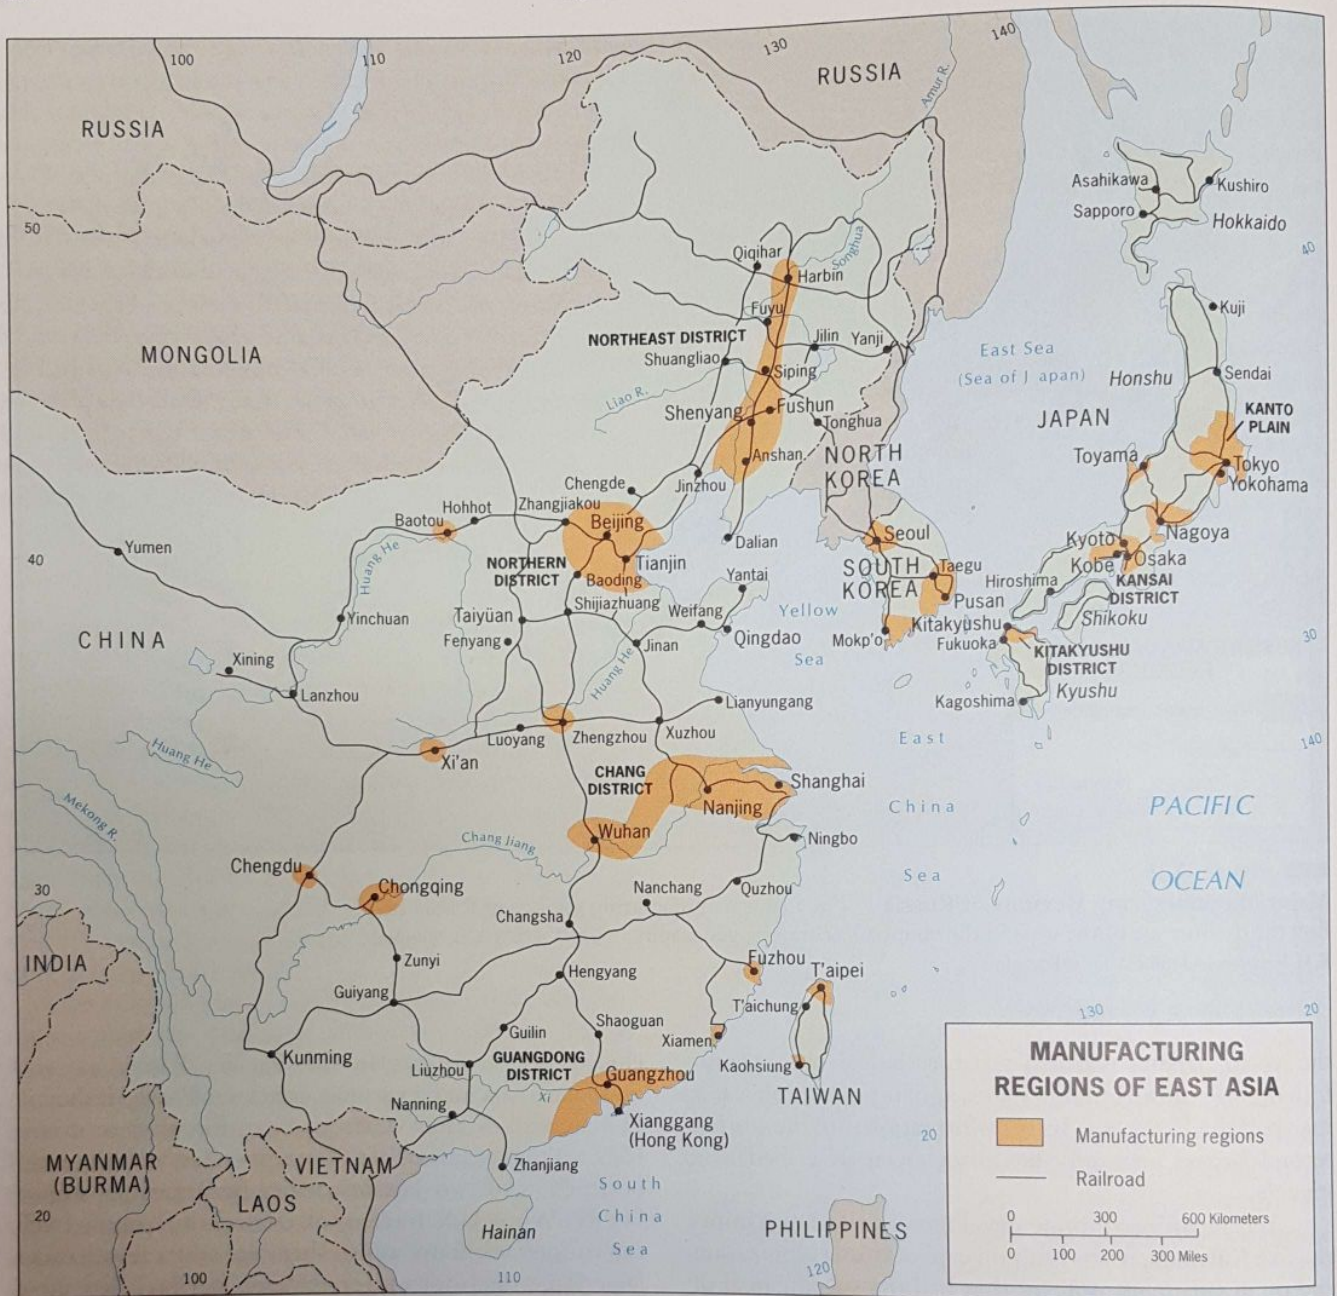 100
110
120
130
140
RUSSIA
RUSSIA
Amur R.
Asahikawa
Kushiro
Sapporo
Hokkaido
50
40
Qiqihar
Songhua
Harbin
Fuyu
Kuji
NORTHEAST DISTRICT
Jilin
Yanji
MONGOLIA
Shuangliao
East Sea
(Sea of Japan)
Siping
Honshu
Sendai
Liao R.
Shenyang
Fushun
Tonghua
JAPAN
KANTO
PLAIN
Anshan
NORTH
KOREA
Toyama
Tokyo
Yokohama
Chengde
Jinzhou
Zhangjiakou
Hohhot
Baotou
Beijing
Seoul
Nagoya
Yumen
Huang He
Dalian
Kyoto
40
NORTHERN
DISTRICT
Tianjin
SOUTH
KOREA
Taegu
Kobe
Osaka
Baoding
Yantai
Hiroshima
KANSAI
DISTRICT
Shijiazhuang
Weifang
Yellow
Sea
Pusan
Shikoku
Yinchuan
Taiyüan
Qingdao
Kitakyushu
30
CHINA
Fenyang
Jinan
Mokp'o
Fukuoka
KITAKYUSHU
DISTRICT
Xining
Huang He
Lanzhou
Lianyungang
Kagoshima
Kyushu
Luoyang
Zhengzhou
Xuzhou
East
China
Sea
140
Huang He
Xi'an
CHANG
DISTRICT
Shanghai
Mekong R.
Nanjing
PACIFIC
OCEAN
Wuhan
Chang Jiang
Ningbo
Chengdu
Chongqing
30
Nanchang
Quzhou
Changsha
INDIA
Zunyi
Hengyang
Fuzhou
T'aipei
Guiyang
T'aichung
130
20
Guilin
Shaoguan
Xiamen
Kunming
Liuzhou
GUANGDONG
DISTRICT
Guangzhou
Kaohsiung
TAIWAN
Nanning
Xi
Xianggang
(Hong Kong)
20
MYANMAR
(BURMA)
VIETNAM
Zhanjiang
LAOS
South
China
Sea
20
Hainan
PHILIPPINES
100
110
120
MANUFACTURING
REGIONS OF EAST ASIA
Manufacturing regions
Railroad
0 300 600 Kilometers
0 100 200 300 Miles